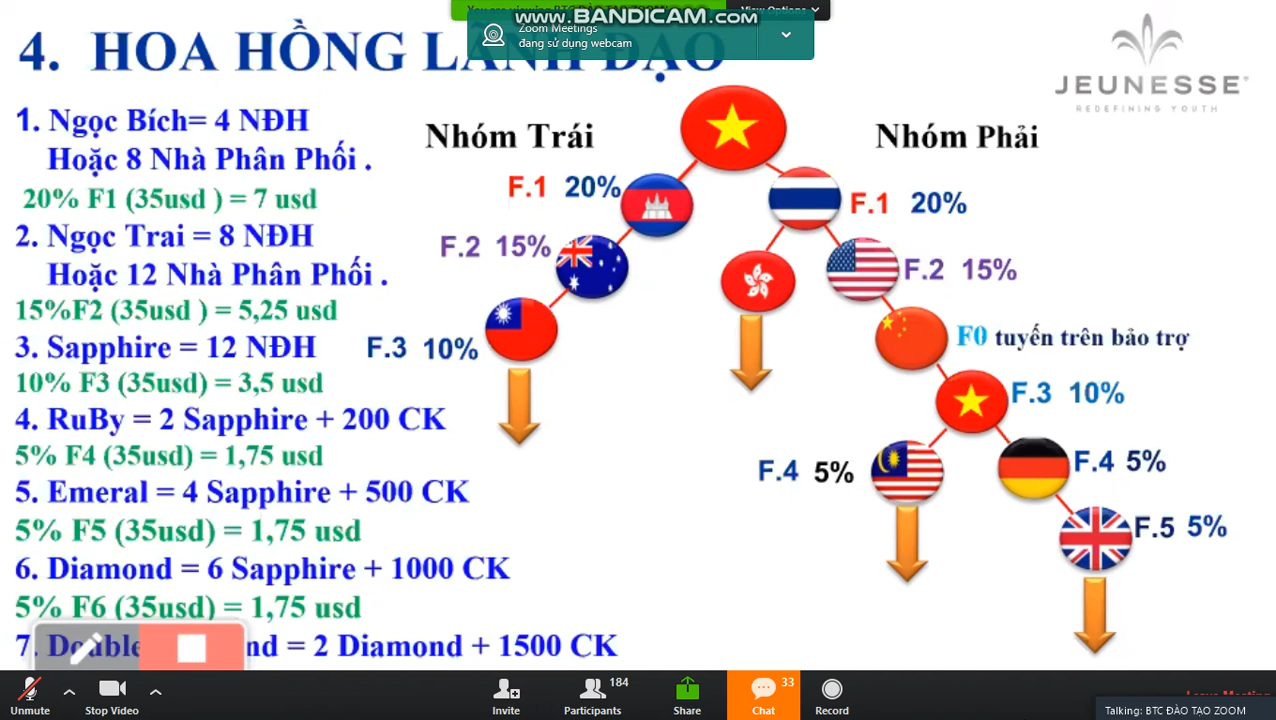 www.BANDICAM.com
View Options
Zoom Meetings
đang sử dụng webcam
4. HOA HỒNG LÃNH ĐẠO
JEUNESSE
REDEFINING YOUTH
1. Ngọc Bích= 4 NĐH
Hoặc 8 Nhà Phân Phối .
20% F1 (35usd ) = 7 usd
2. Ngọc Trai = 8 NĐH
Hoặc 12 Nhà Phân Phối .
15%F2 (35usd ) = 5,25 usd
3. Sapphire = 12 NĐH
10% F3 (35usd) = 3,5 usd
4. RuBy = 2 Sapphire + 200 CK
5% F4 (35usd) = 1,75 usd
5. Emeral = 4 Sapphire + 500 CK
5% F5 (35usd) = 1,75 usd
6. Diamond = 6 Sapphire + 1000 CK
5% F6 (35usd) = 1,75 usd
7. Double nd = 2 Diamond + 1500 CK
Nhóm Trái
Nhóm Phải
F.1 20%
F.1 20%
F.2 15%
F.2 15%
F.3 10%
F0 tuyến trên bảo trợ
F.3 10%
F.4 5%
F.4 5%
F.5 5%
Unmute
Stop Video
Invite
Participants
184
Share
Chat
33
Record
Talking: BTC ĐÀO TẠO ZOOM